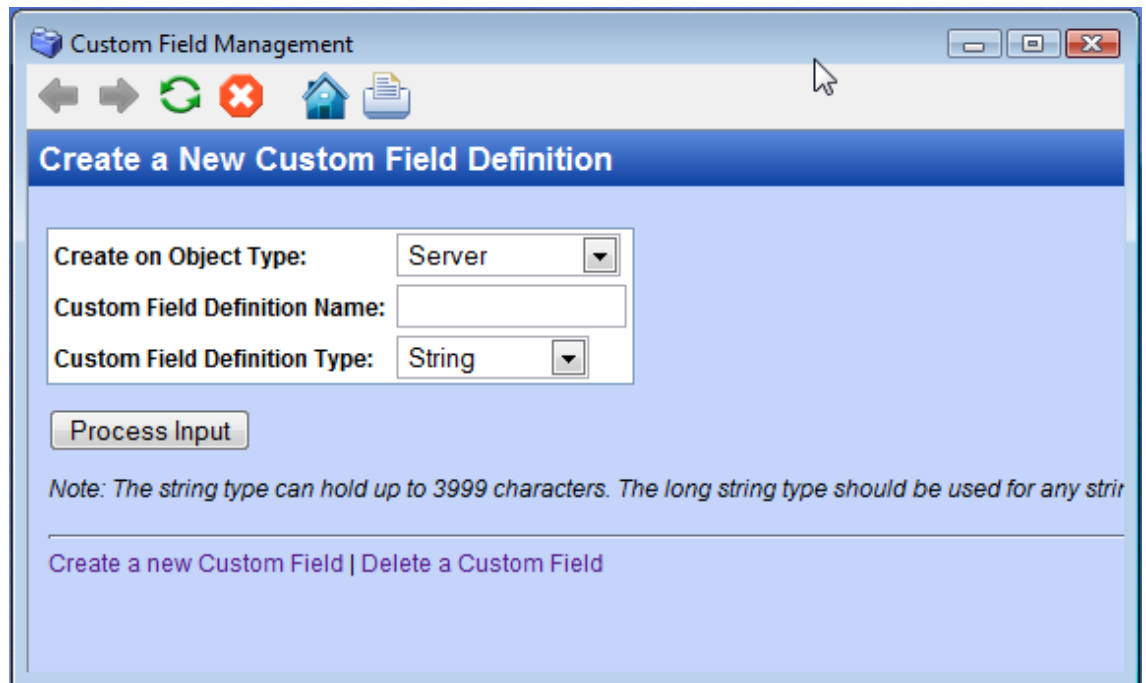 Custom Field Management
Create a New Custom Field Definition
Create on Object Type: Server
Custom Field Definition Name:
Custom Field Definition Type: String
Process Input
Note: The string type can hold up to 3999 characters. The long string type should be used for any
Create a new Custom Field | Delete a Custom Field